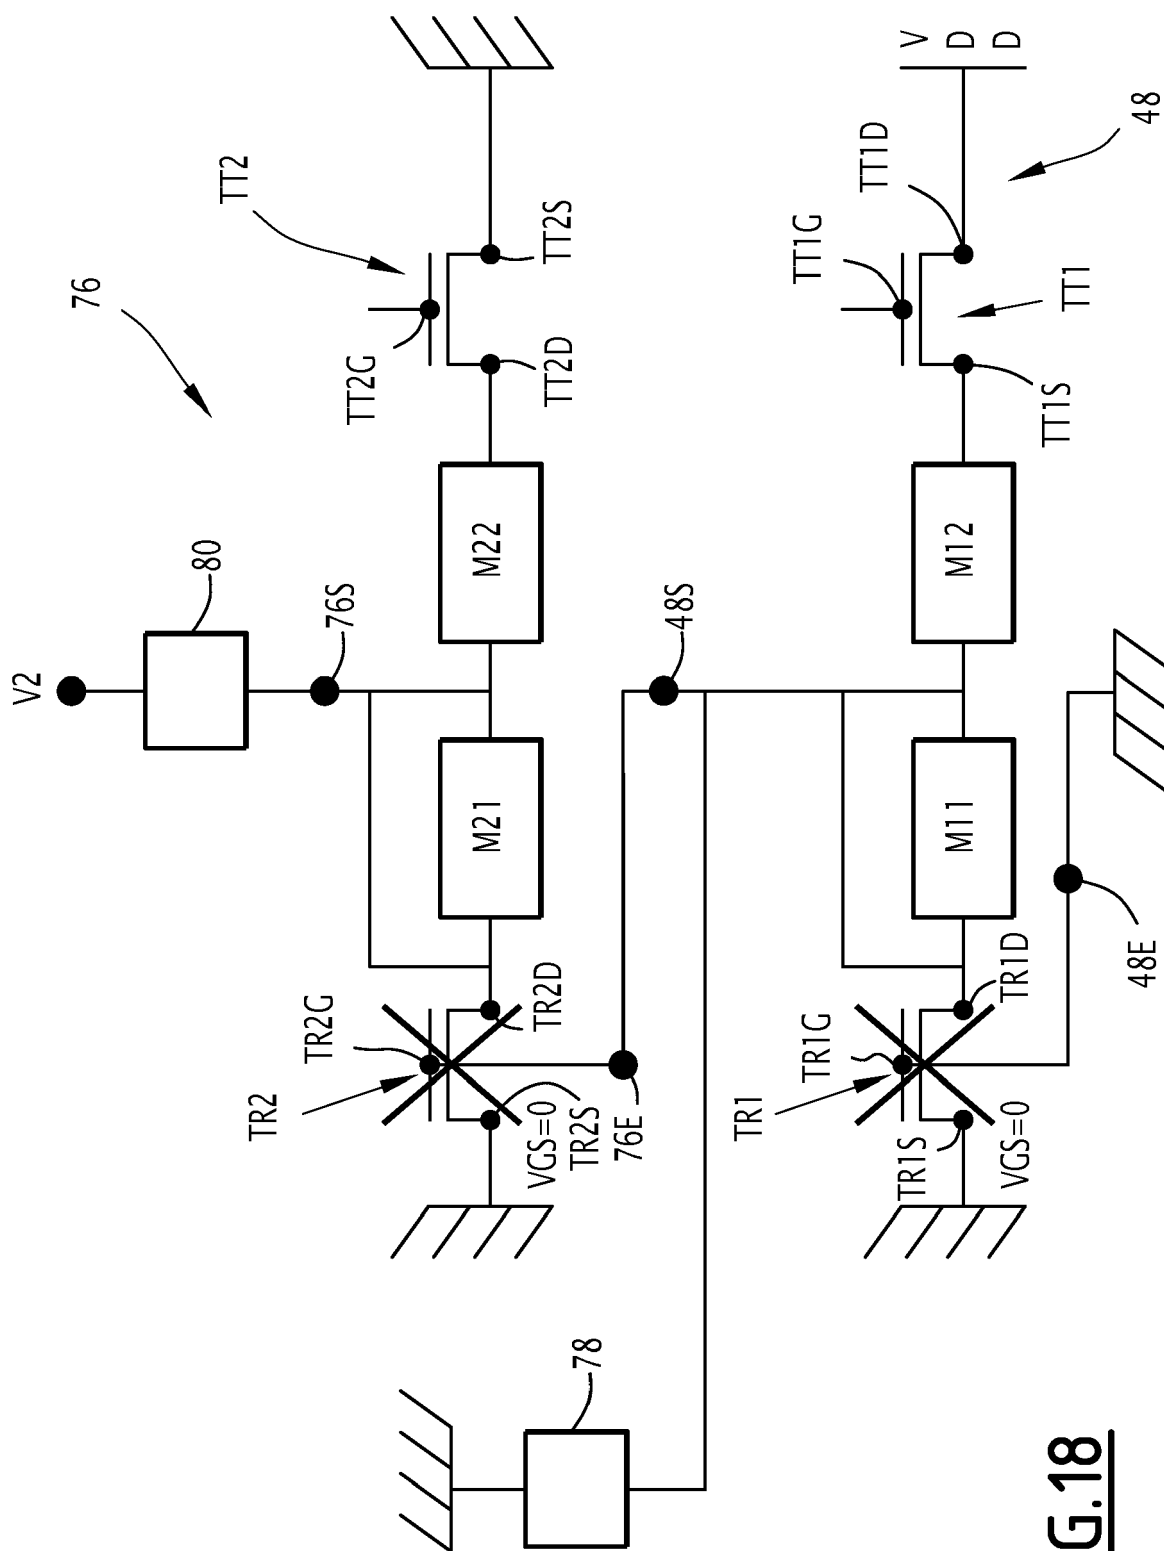 76
TT2
TT2G
TT2S
TT2D
V2
80
76S
M22
M21
TR2
TR2G
TR2D
VGS=0
TR2S
76E
48S
78
V
D
D
48
TT1D
TT1G
TT1
TT1S
M12
M11
TR1
TR1G
TR1D
TR1S
VGS=0
48E
G.18